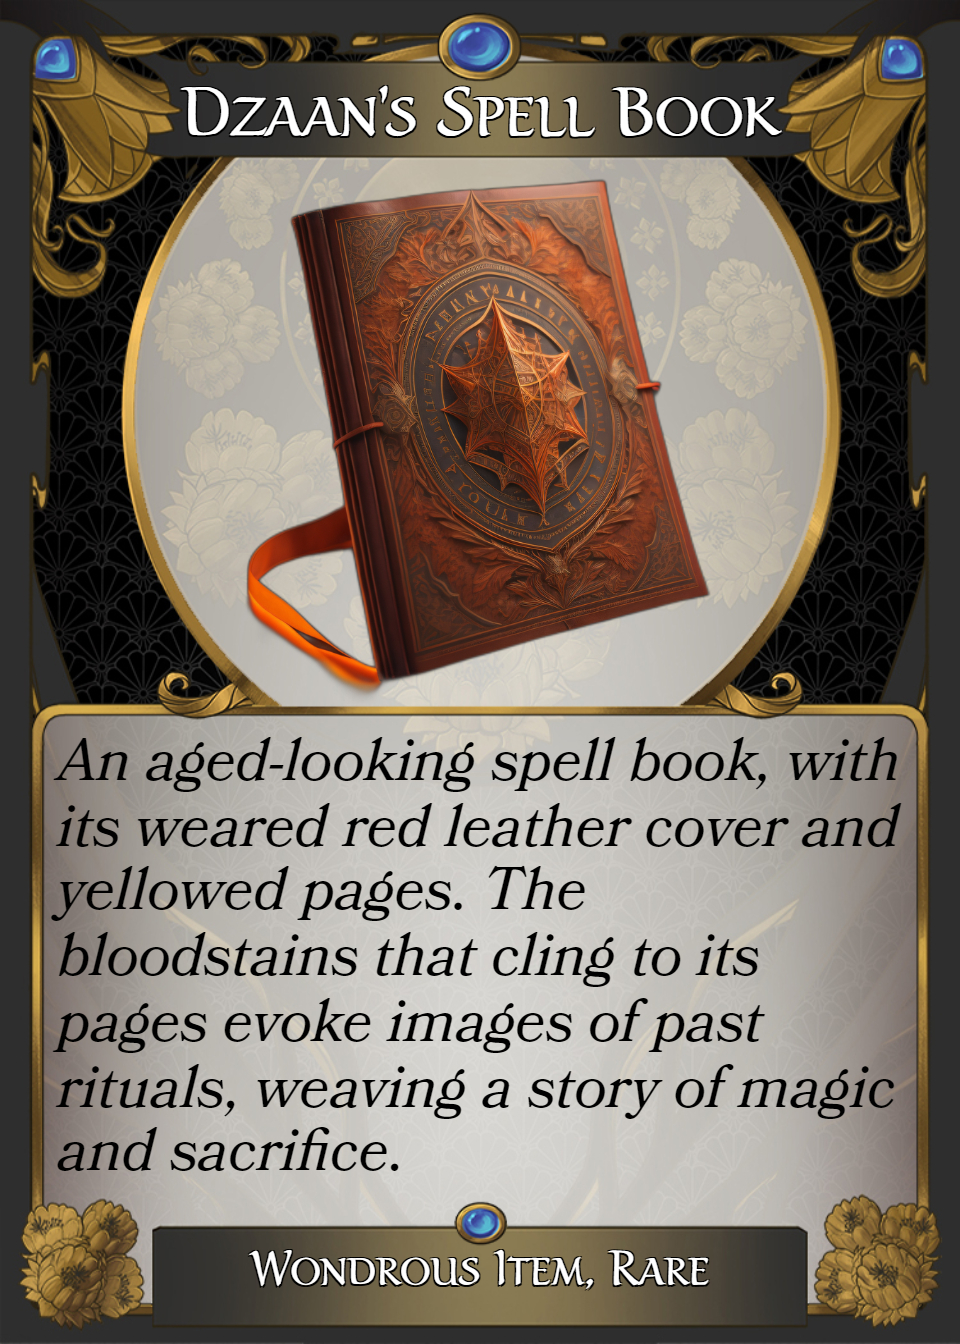 Dzaan's Spell Book
An aged-looking spell book, with
its weared red leather cover and
yellowed pages. The
bloodstains that cling to its
pages evoke images of past
rituals, weaving a story of magic
and sacrifice.
Wondrous Item, Rare